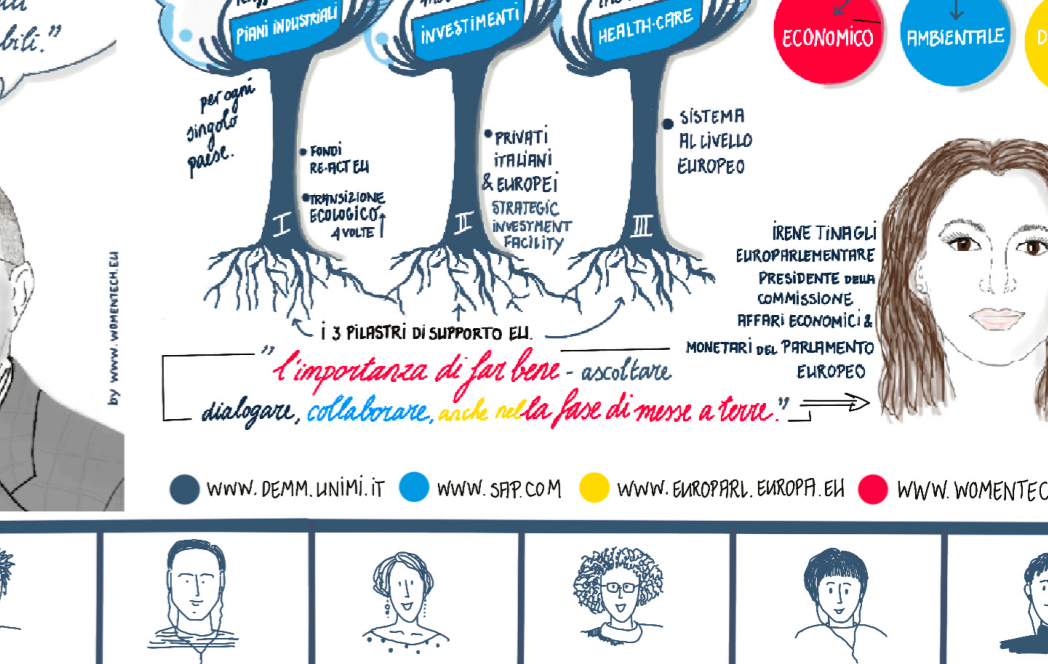 bili."
PIANI INDUSTRIALI
INVESTIMENTI
HEALTH-CARE
ECONOMICO
AMBIENTALE
D
per ogni
singolo
paese.
• FONDI
RE-ACT EU
• TRANSIZIONE
ECOLOGICO
4 VOLTE
I
• PRIVATI
ITALIANI
& EUROPEI
STRATEGIC
INVESTMENT
FACILITY
II
• SISTEMA
AL LIVELLO
EUROPEO
III
IRENE TINAGLI
EUROPARLEMENTARE
PRESIDENTE DELLA
COMMISSIONE
AFFARI ECONOMICI &
MONETARI DEL PARLAMENTO
EUROPEO
by WWW.WOMENTECH.EU
I 3 PILASTRI DI SUPPORTO EU.
"l'importanza di far bene - ascoltare
dialogare, collaborare, anche nella fase di messe a terre."
WWW.DEMM.UNIMI.IT
WWW.SAP.COM
WWW.EUROPARL.EUROPA.EU
WWW.WOMENTEC